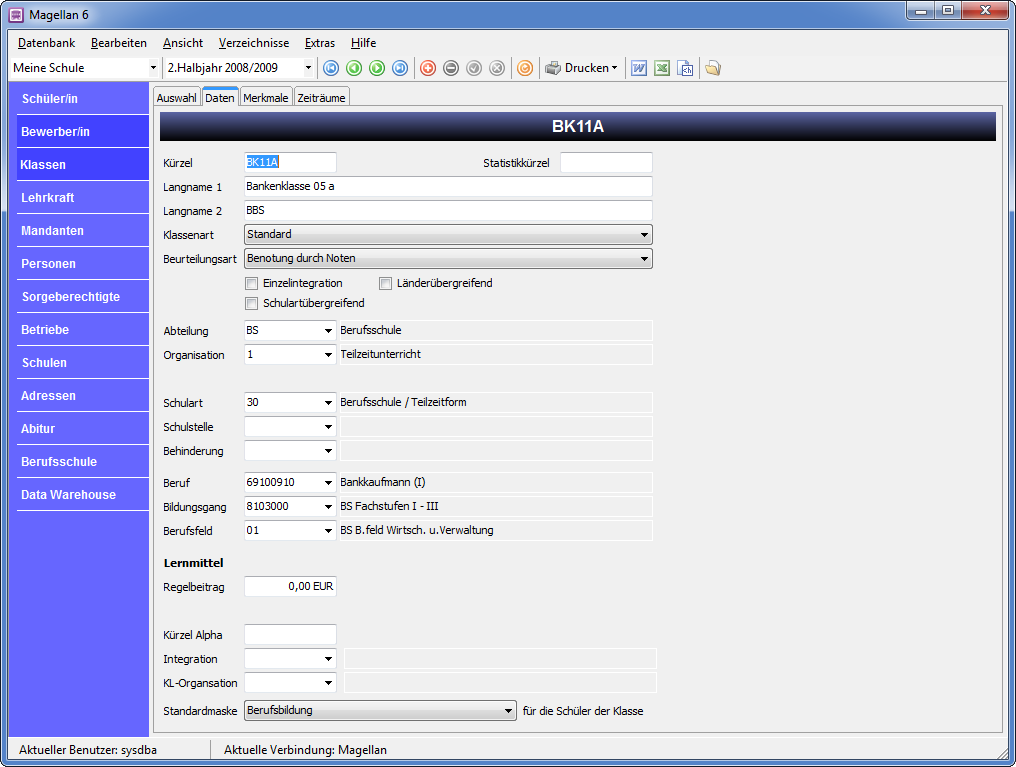 Magellan 6
Datenbank Bearbeiten Ansicht Verzeichnisse Extras Hilfe
Meine Schule 2.Halbjahr 2008/2009 Drucken
Schüler/in
Bewerber/in
Klassen
Lehrkraft
Mandanten
Personen
Sorgeberechtigte
Betriebe
Schulen
Adressen
Abitur
Berufsschule
Data Warehouse
Auswahl Daten Merkmale Zeiträume
BK11A
Kürzel BK11A Statistikkürzel
Langname 1 Bankenklasse 05 a
Langname 2 BBS
Klassenart Standard
Beurteilungsart Benotung durch Noten
Einzelintegration Länderübergreifend
Schulartübergreifend
Abteilung BS Berufsschule
Organisation 1 Teilzeitunterricht
Schulart 30 Berufsschule / Teilzeitform
Schulstelle
Behinderung
Beruf 69100910 Bankkaufmann (I)
Bildungsgang 8103000 BS Fachstufen I - III
Berufsfeld 01 BS B.feld Wirtsch. u.Verwaltung
Lernmittel
Regelbeitrag 0,00 EUR
Kürzel Alpha
Integration
KL-Organsation
Standardmaske Berufsbildung für die Schüler der Klasse
Aktueller Benutzer: sysdba Aktuelle Verbindung: Magellan